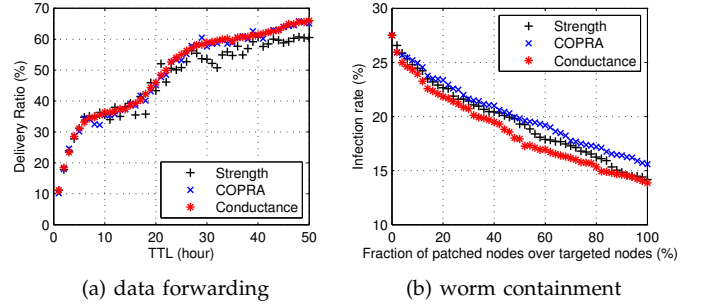 70
60
50
40
30
20
10
0
Delivery Ratio (%)
Strength
COPRA
Conductance
0 10 20 30 40 50
TTL (hour)
(a) data forwarding
30
25
20
15
10
Infection rate (%)
Strength
COPRA
Conductance
0 20 40 60 80 100
Fraction of patched nodes over targeted nodes (%)
(b) worm containment